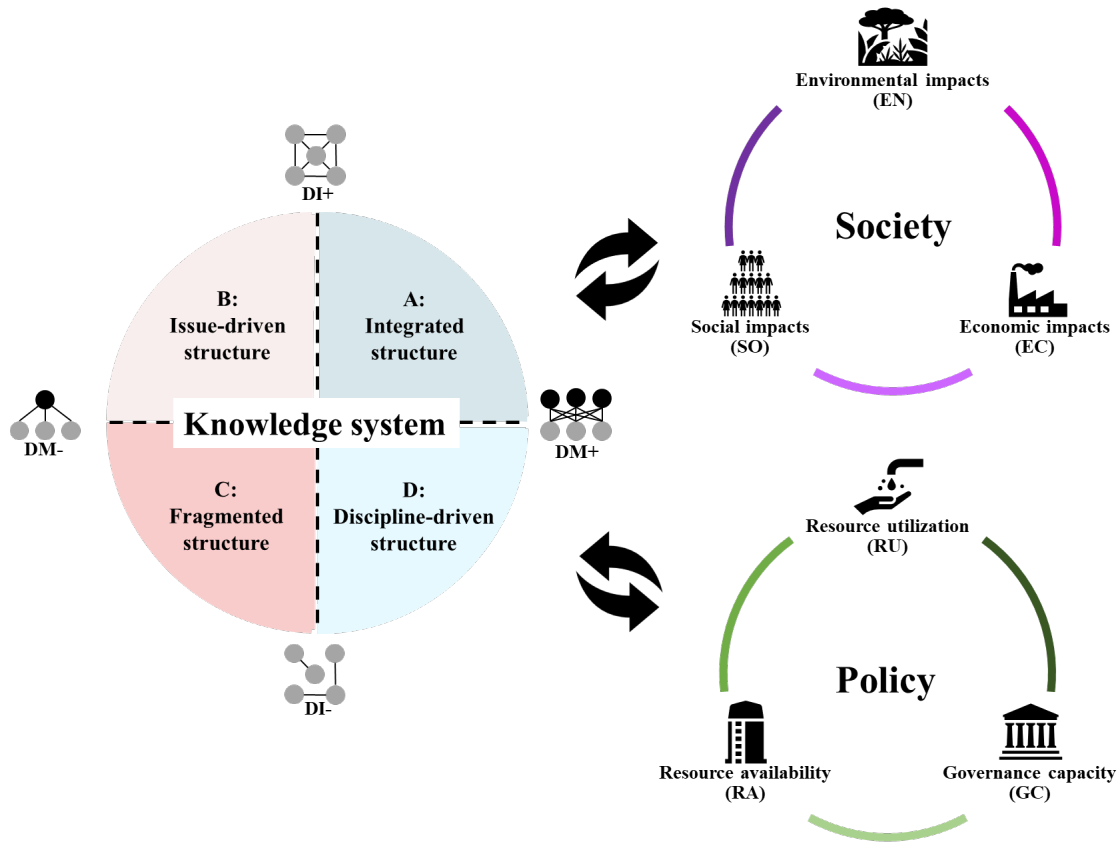 DI+
B:
Issue-driven
structure
A:
Integrated
structure
Knowledge system
DM-
DM+
C:
Fragmented
structure
D:
Discipline-driven
structure
DI-
Environmental impacts
(EN)
Society
Social impacts
(SO)
Economic impacts
(EC)
Resource utilization
(RU)
Policy
Resource availability
(RA)
Governance capacity
(GC)